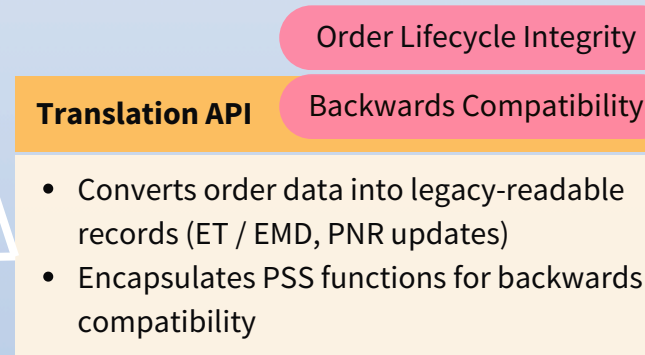 Order Lifecycle Integrity
Translation API
Backwards Compatibility
• Converts order data into legacy-readable
records (ET / EMD, PNR updates)
• Encapsulates PSS functions for backwards
compatibility